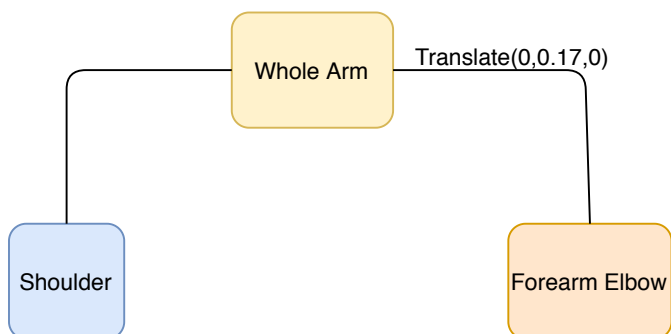 Whole Arm
Translate(0,0.17,0)
Shoulder
Forearm Elbow